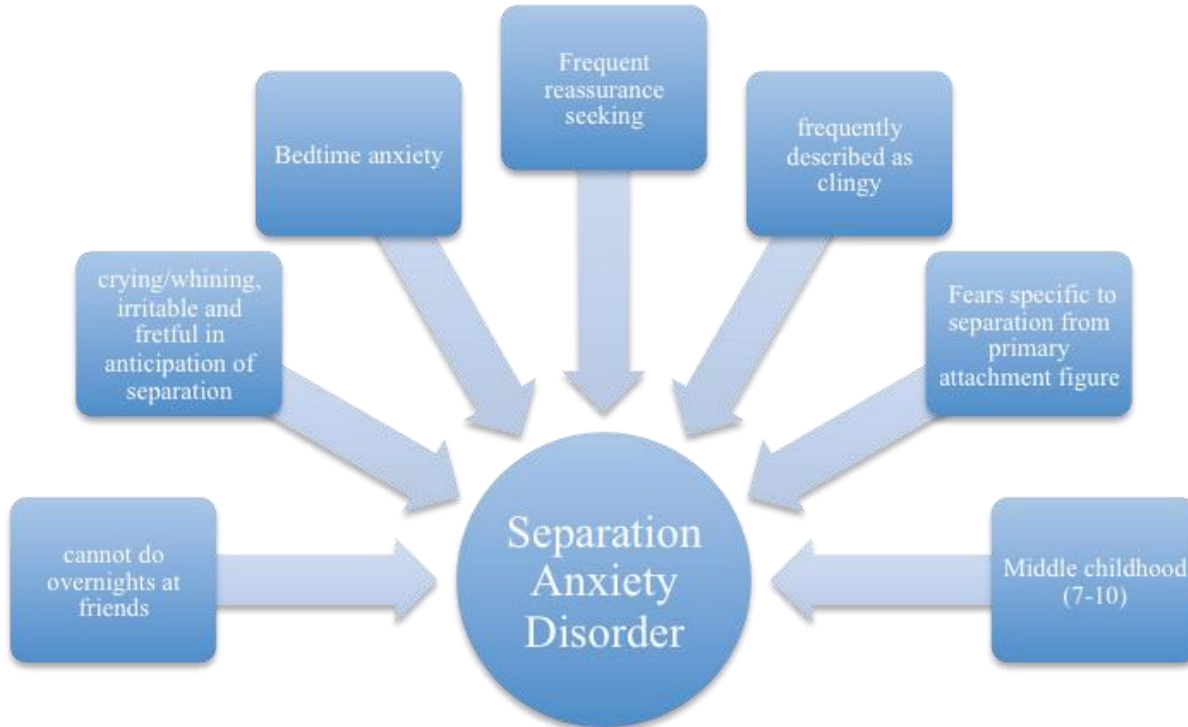 Frequent
reassurance
seeking
Bedtime anxiety
frequently
described as
clingy
crying/whining,
irritable and
fretful in
anticipation of
separation
Fears specific to
separation from
primary
attachment figure
cannot do
overnights at
friends
Separation
Anxiety
Disorder
Middle childhood
(7-10)